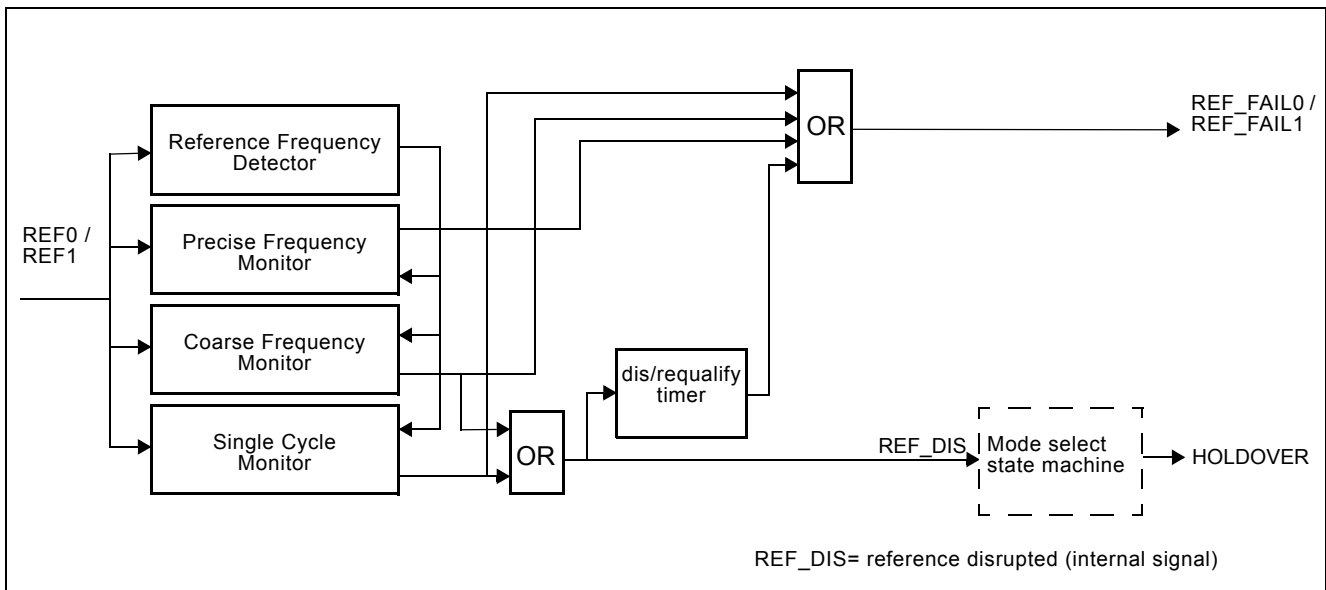 REF0 /
REF1
Reference Frequency
Detector
Precise Frequency
Monitor
Coarse Frequency
Monitor
Single Cycle
Monitor
OR
dis/requalify
timer
OR
REF_FAIL0 /
REF_FAIL1
REF_DIS
Mode select
state machine
HOLDOVER
REF_DIS= reference disrupted (internal signal)